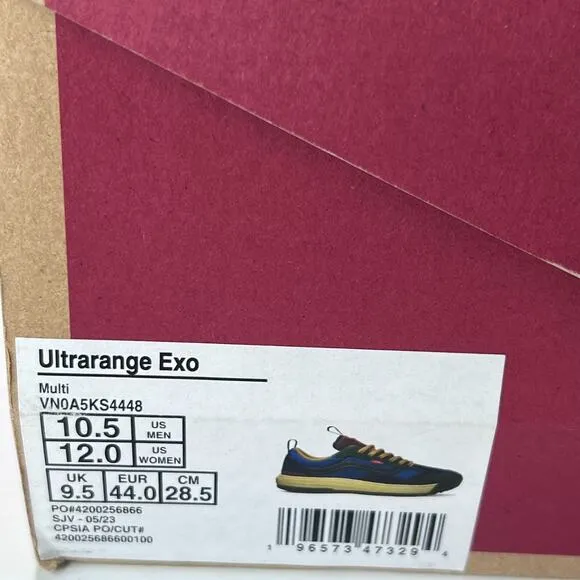 Ultrarange Exo
Multi
VN0A5KS4448
10.5 US MEN
12.0 US WOMEN
UK EUR CM
9.5 44.0 28.5
PO#4200256866
SJV - 05/23
CPSIA PO/CUT#
420025686600100
1 96573 47329 4